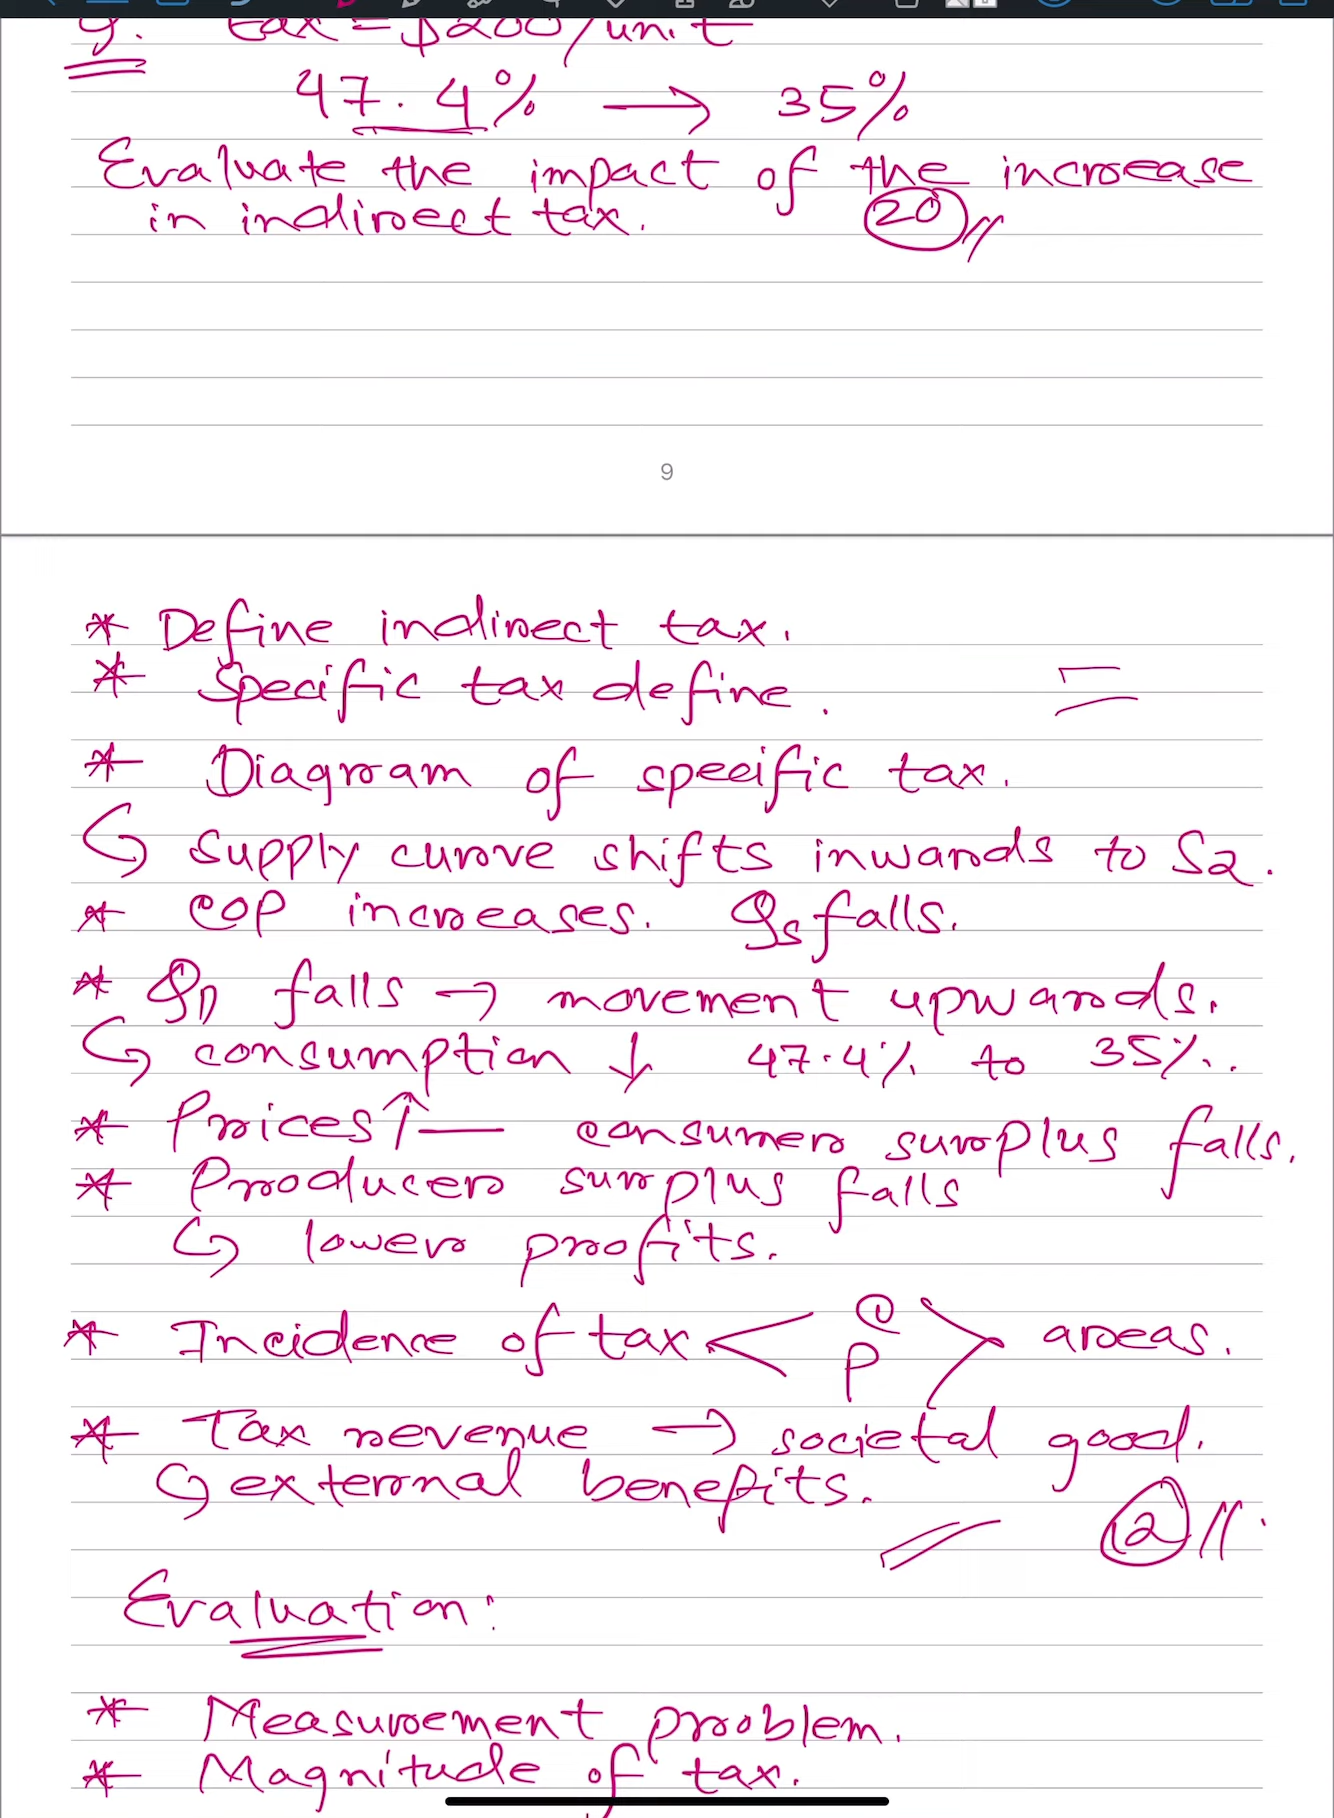 g. tax = $200/unit
47.4% → 35%
Evaluate the impact of the increase
in indirect tax. 20
9
* Define indirect tax.
* Specific tax define.
* Diagram of specific tax.
↪ supply curve shifts inwards to S2.
* COP increases. Qs falls.
* QD falls → movement upwards.
↪ consumption ↓ 47.4% to 35%.
* Prices ↑ — consumer surplus falls.
* Producer surplus falls
↪ lower profits.
* Incidence of tax < C P > areas.
* Tax revenue → societal good.
↪ external benefits.
12
Evaluation:
* Measurement problem.
* Magnitude of tax.